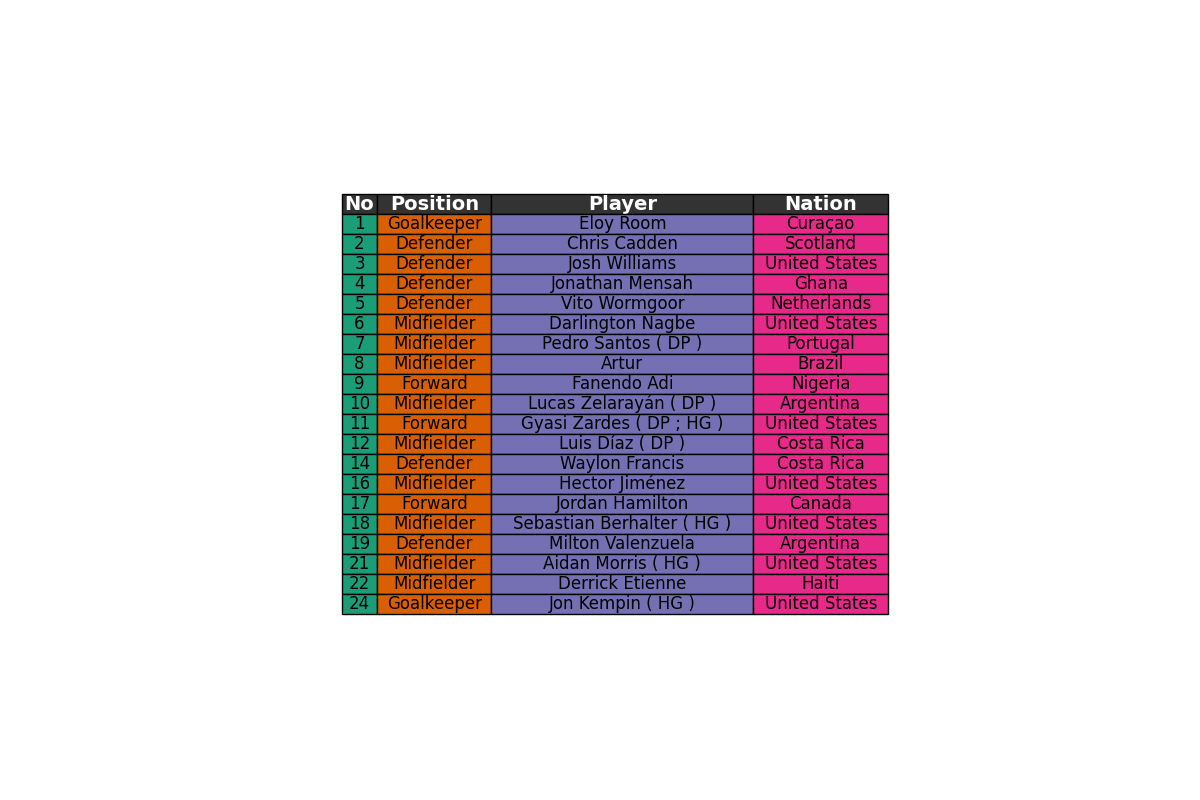 No Position Player Nation
1 Goalkeeper Eloy Room Curaçao
2 Defender Chris Cadden Scotland
3 Defender Josh Williams United States
4 Defender Jonathan Mensah Ghana
5 Defender Vito Wormgoor Netherlands
6 Midfielder Darlington Nagbe United States
7 Midfielder Pedro Santos ( DP ) Portugal
8 Midfielder Artur Brazil
9 Forward Fanendo Adi Nigeria
10 Midfielder Lucas Zelarayán ( DP ) Argentina
11 Forward Gyasi Zardes ( DP ; HG ) United States
12 Midfielder Luis Díaz ( DP ) Costa Rica
14 Defender Waylon Francis Costa Rica
16 Midfielder Hector Jiménez United States
17 Forward Jordan Hamilton Canada
18 Midfielder Sebastian Berhalter ( HG ) United States
19 Defender Milton Valenzuela Argentina
21 Midfielder Aidan Morris ( HG ) United States
22 Midfielder Derrick Etienne Haiti
24 Goalkeeper Jon Kempin ( HG ) United States